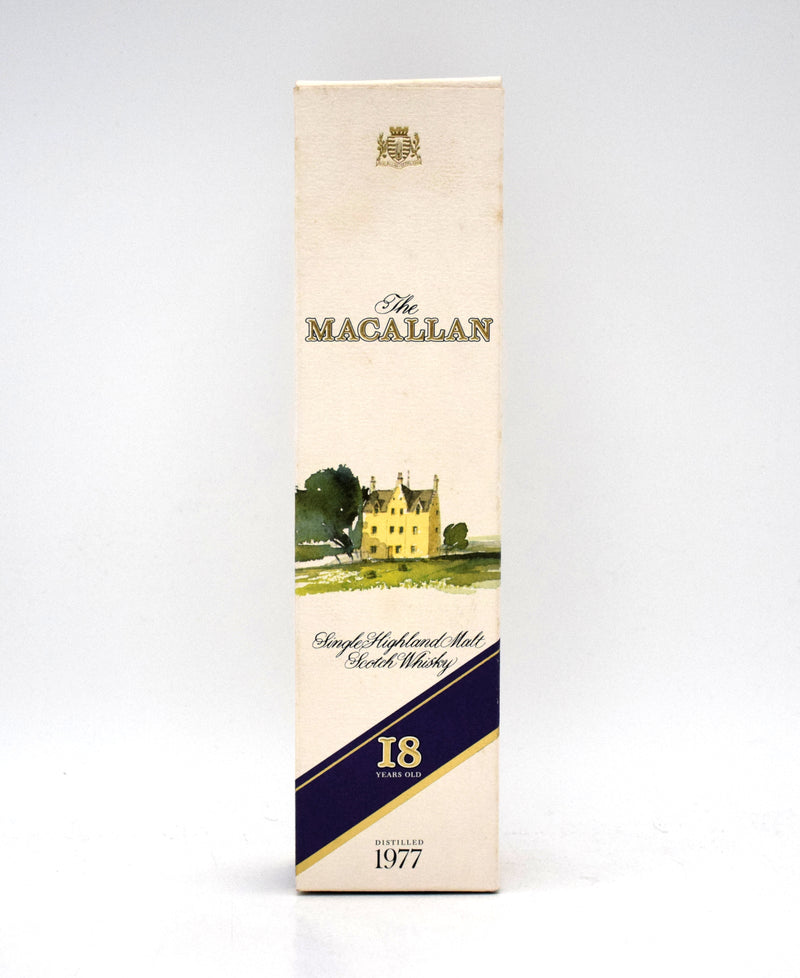 The
MACALLAN
Single Highland Malt
Scotch Whisky
18
YEARS OLD
DISTILLED
1977